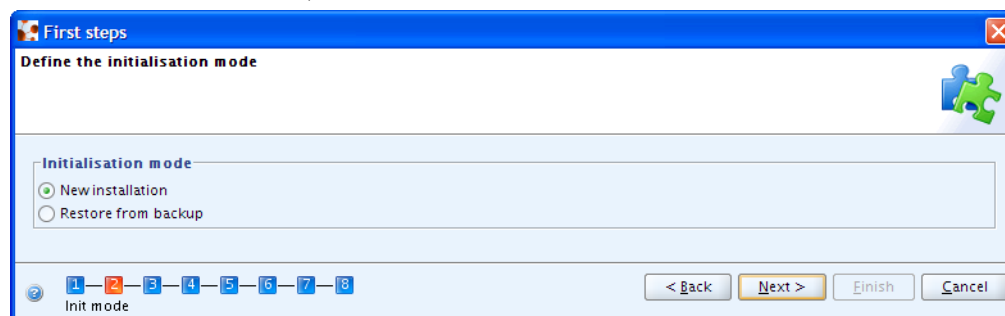 First steps
Define the initialisation mode
Initialisation mode
New installation
Restore from backup
1 2 3 4 5 6 7 8
Init mode
< Back Next > Finish Cancel